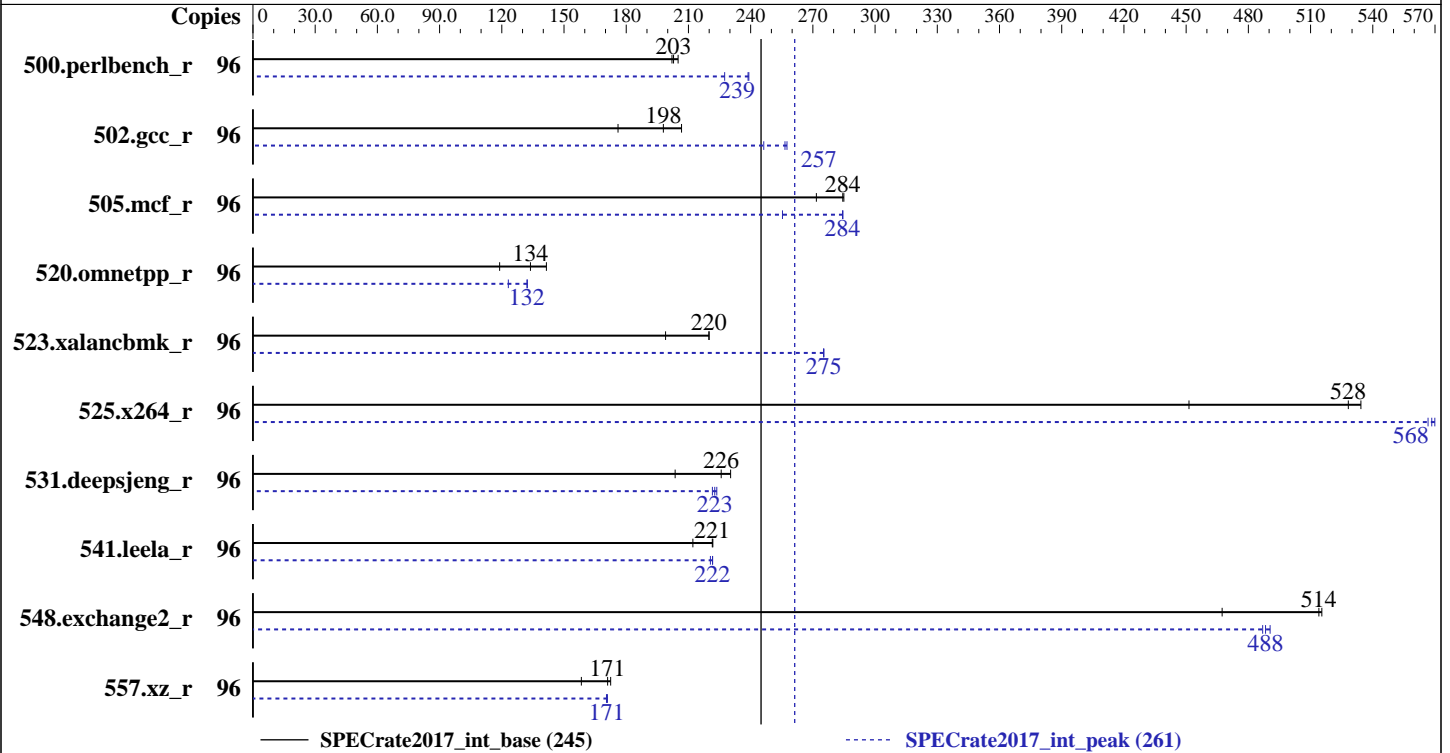 Copies 0 30.0 60.0 90.0 120 150 180 210 240 270 300 330 360 390 420 450 480 510 540 570
500.perlbench_r 96 203
239
502.gcc_r 96 198
257
505.mcf_r 96 284
284
520.omnetpp_r 96 134
132
523.xalancbmk_r 96 220
275
525.x264_r 96 528
568
531.deepsjeng_r 96 226
223
541.leela_r 96 221
222
548.exchange2_r 96 514
488
557.xz_r 96 171
171
SPECrate2017_int_base (245) SPECrate2017_int_peak (261)